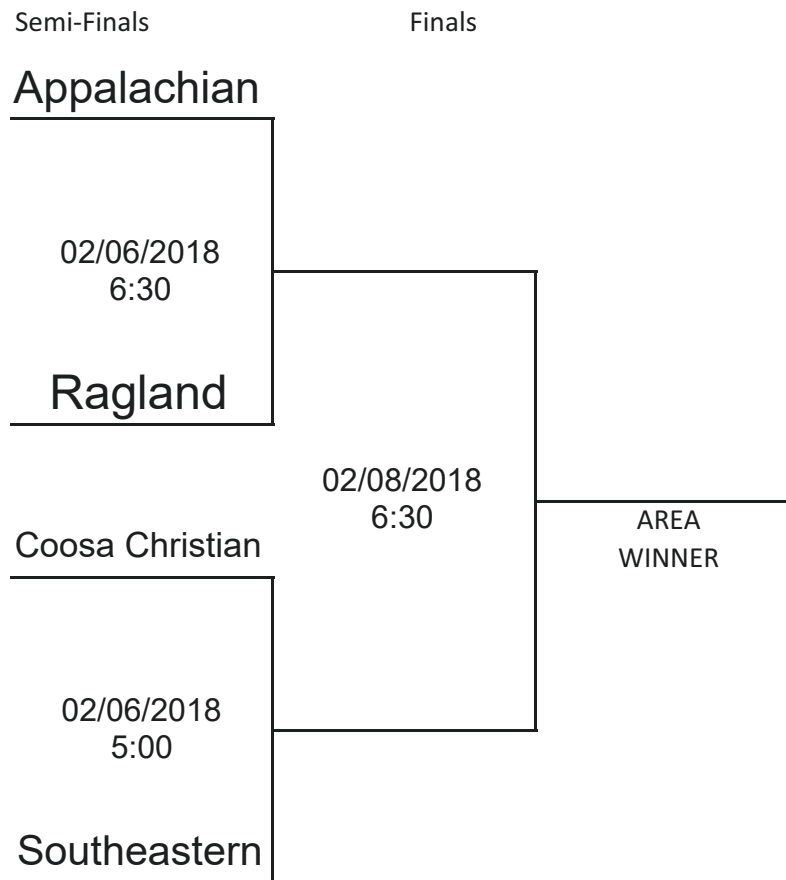 Semi-Finals
Finals
Appalachian
02/06/2018
6:30
Ragland
02/08/2018
6:30
AREA
WINNER
Coosa Christian
02/06/2018
5:00
Southeastern